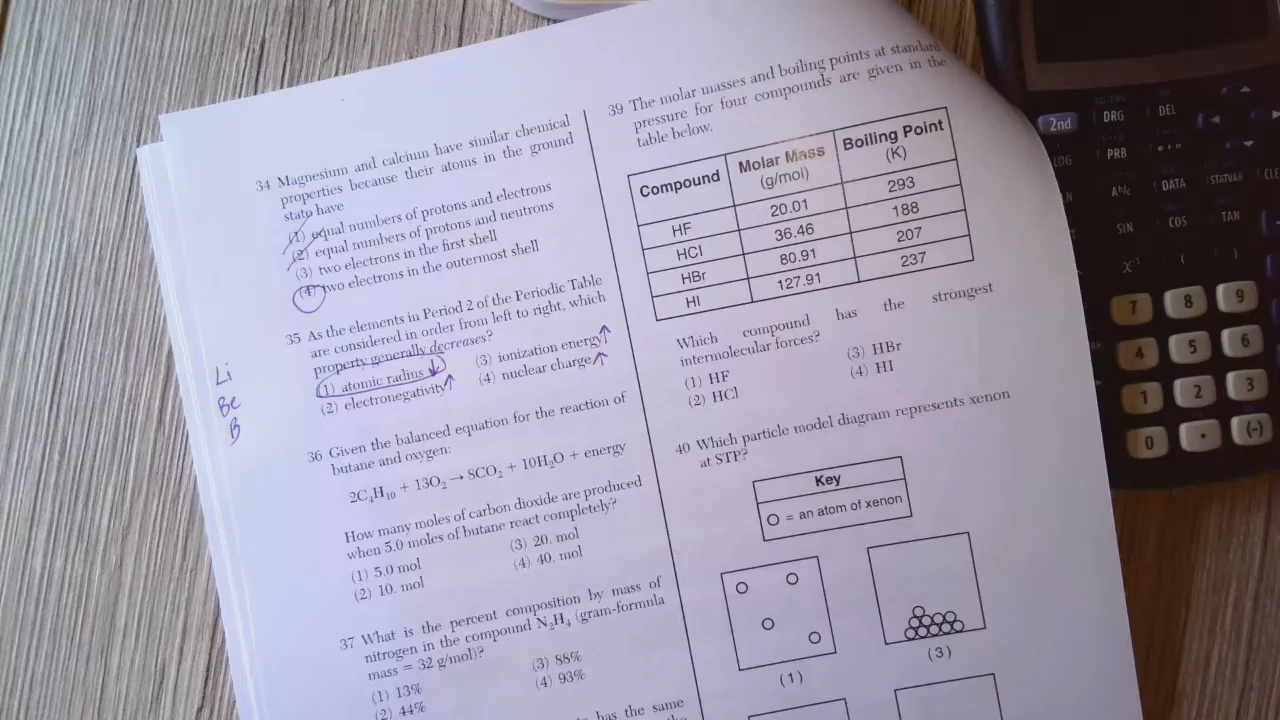 34 Magnesium and calcium have similar chemical
properties because their atoms in the ground
state have
(1) equal numbers of protons and electrons
(2) equal numbers of protons and neutrons
(3) two electrons in the first shell
(4) two electrons in the outermost shell
35 As the elements in Period 2 of the Periodic Table
are considered in order from left to right, which
property generally decreases?
(1) atomic radius ↓ (3) ionization energy ↑
(2) electronegativity ↑ (4) nuclear charge ↑
Li
Be
B
36 Given the balanced equation for the reaction of
butane and oxygen:
2C₄H₁₀ + 13O₂ → 8CO₂ + 10H₂O + energy
How many moles of carbon dioxide are produced
when 5.0 moles of butane react completely?
(1) 5.0 mol (3) 20. mol
(2) 10. mol (4) 40. mol
37 What is the percent composition by mass of
nitrogen in the compound N₂H₄ (gram-formula
mass = 32 g/mol)?
(1) 13% (3) 88%
(2) 44% (4) 93%
has the same
39 The molar masses and boiling points at standard
pressure for four compounds are given in the
table below.
Compound Molar Mass (g/mol) Boiling Point (K)
HF 20.01 293
HCl 36.46 188
HBr 80.91 207
HI 127.91 237
Which compound has the strongest
intermolecular forces?
(1) HF (3) HBr
(2) HCl (4) HI
40 Which particle model diagram represents xenon
at STP?
Key
= an atom of xenon
(1) (3)
2nd DRG DEL
LOG PRB
Ab/c DATA STATVAR CLE
SIN COS TAN
X⁻¹ ( )
7 8 9
4 5 6
1 2 3
0 . (-)